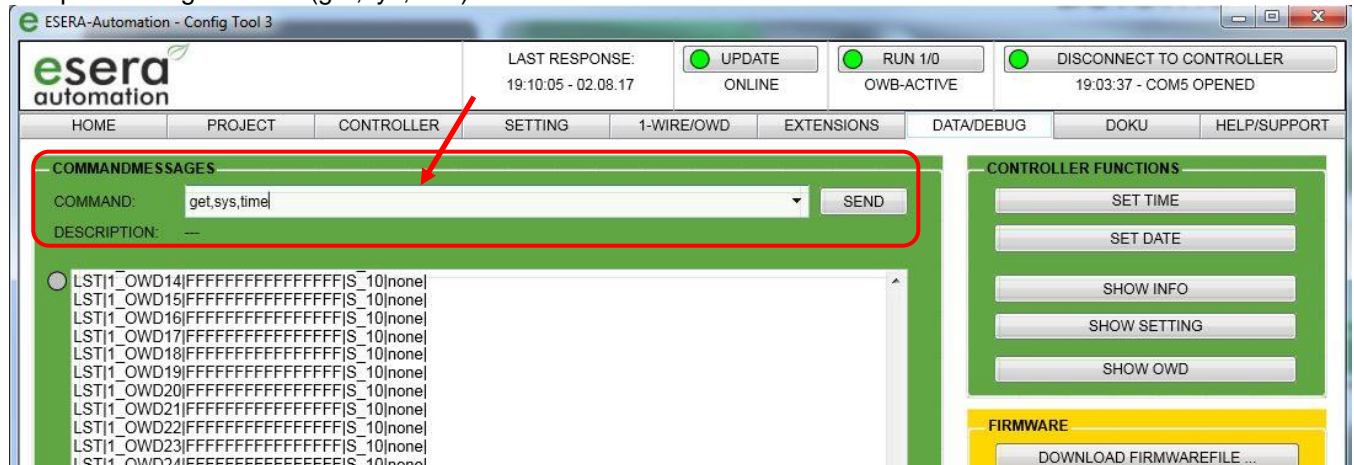 ESERA-Automation - Config Tool 3
esera
automation
LAST RESPONSE:
19:10:05 - 02.08.17
UPDATE
ONLINE
RUN 1/0
OWB-ACTIVE
DISCONNECT TO CONTROLLER
19:03:37 - COM5 OPENED
HOME PROJECT CONTROLLER SETTING 1-WIRE/OWD EXTENSIONS DATA/DEBUG DOKU HELP/SUPPORT
COMMANDMESSAGES
COMMAND: get,sys,time SEND
DESCRIPTION: ---
LST|1_OWD14|FFFFFFFFFFFFFFFF|S_10|none|
LST|1_OWD15|FFFFFFFFFFFFFFFF|S_10|none|
LST|1_OWD16|FFFFFFFFFFFFFFFF|S_10|none|
LST|1_OWD17|FFFFFFFFFFFFFFFF|S_10|none|
LST|1_OWD18|FFFFFFFFFFFFFFFF|S_10|none|
LST|1_OWD19|FFFFFFFFFFFFFFFF|S_10|none|
LST|1_OWD20|FFFFFFFFFFFFFFFF|S_10|none|
LST|1_OWD21|FFFFFFFFFFFFFFFF|S_10|none|
LST|1_OWD22|FFFFFFFFFFFFFFFF|S_10|none|
LST|1_OWD23|FFFFFFFFFFFFFFFF|S_10|none|
LST|1_OWD24|FFFFFFFFFFFFFFFF|S_10|none|
CONTROLLER FUNCTIONS
SET TIME
SET DATE
SHOW INFO
SHOW SETTING
SHOW OWD
FIRMWARE
DOWNLOAD FIRMWAREFILE ...